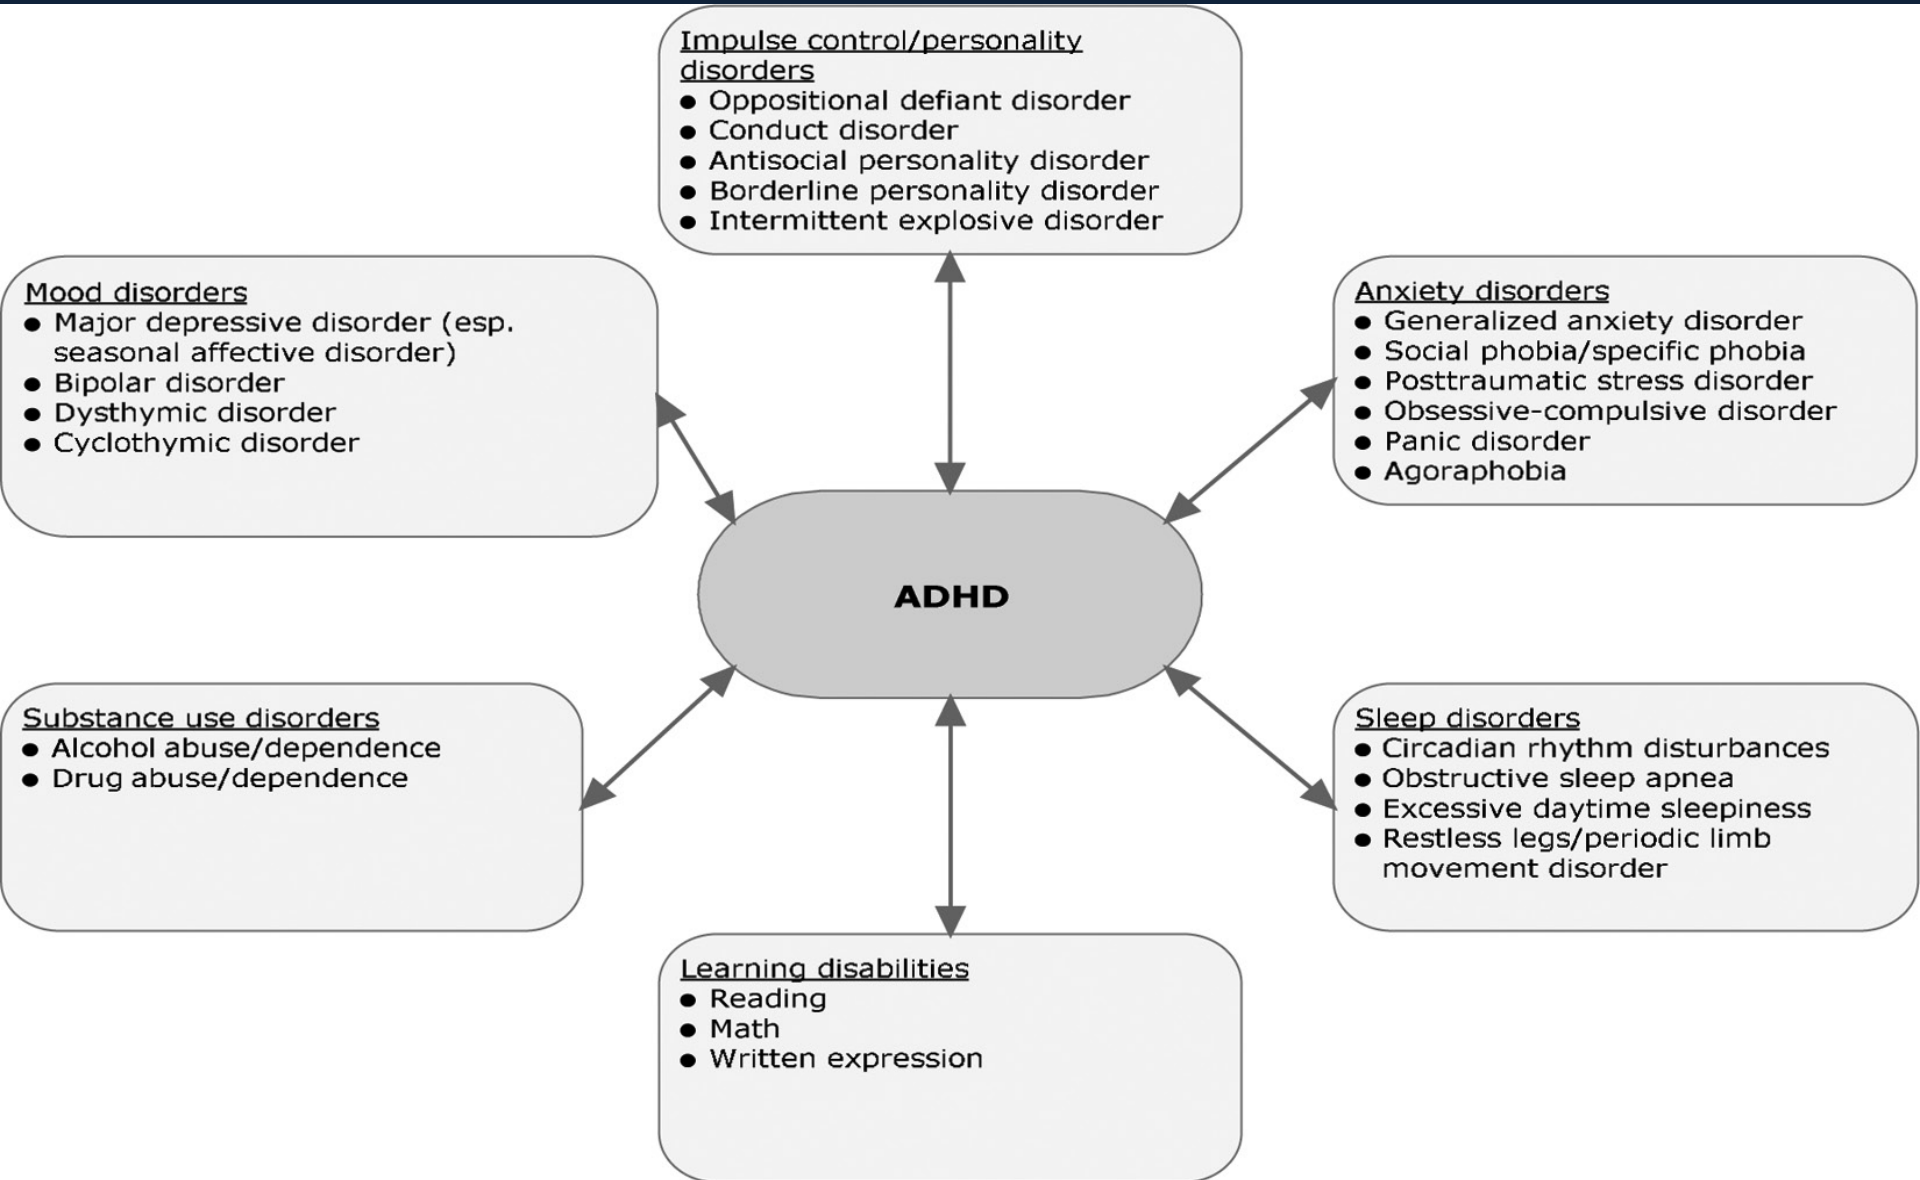 Impulse control/personality
disorders
● Oppositional defiant disorder
● Conduct disorder
● Antisocial personality disorder
● Borderline personality disorder
● Intermittent explosive disorder
Mood disorders
● Major depressive disorder (esp.
seasonal affective disorder)
● Bipolar disorder
● Dysthymic disorder
● Cyclothymic disorder
Anxiety disorders
● Generalized anxiety disorder
● Social phobia/specific phobia
● Posttraumatic stress disorder
● Obsessive-compulsive disorder
● Panic disorder
● Agoraphobia
ADHD
Substance use disorders
● Alcohol abuse/dependence
● Drug abuse/dependence
Sleep disorders
● Circadian rhythm disturbances
● Obstructive sleep apnea
● Excessive daytime sleepiness
● Restless legs/periodic limb
movement disorder
Learning disabilities
● Reading
● Math
● Written expression